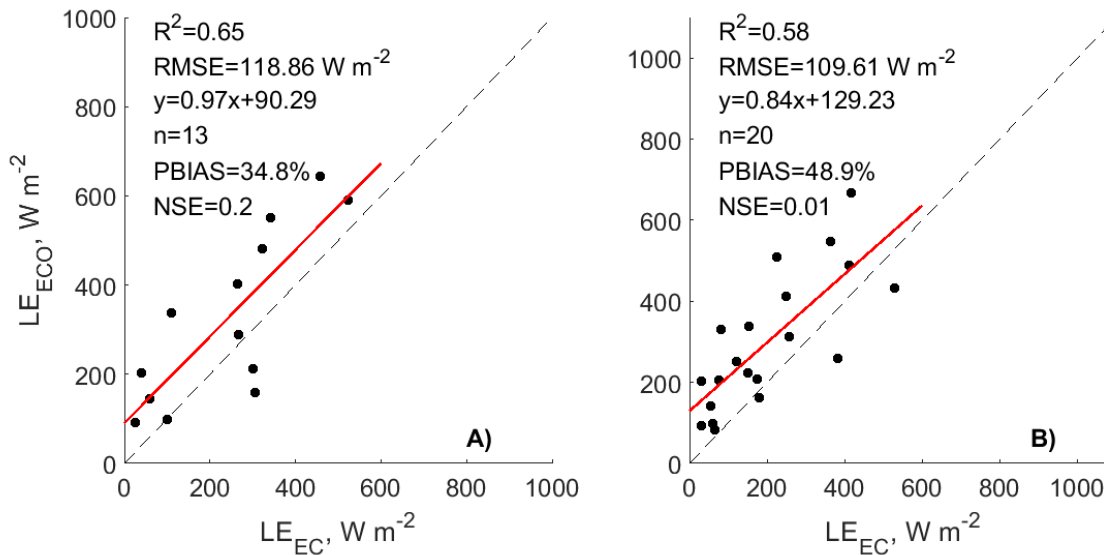 R²=0.65
RMSE=118.86 W m⁻²
y=0.97x+90.29
n=13
PBIAS=34.8%
NSE=0.2
1000
800
600
400
200
0
LE_ECO, W m⁻²
0 200 400 600 800 1000
LE_EC, W m⁻²
A)
R²=0.58
RMSE=109.61 W m⁻²
y=0.84x+129.23
n=20
PBIAS=48.9%
NSE=0.01
1000
800
600
400
200
0
0 200 400 600 800 1000
LE_EC, W m⁻²
B)